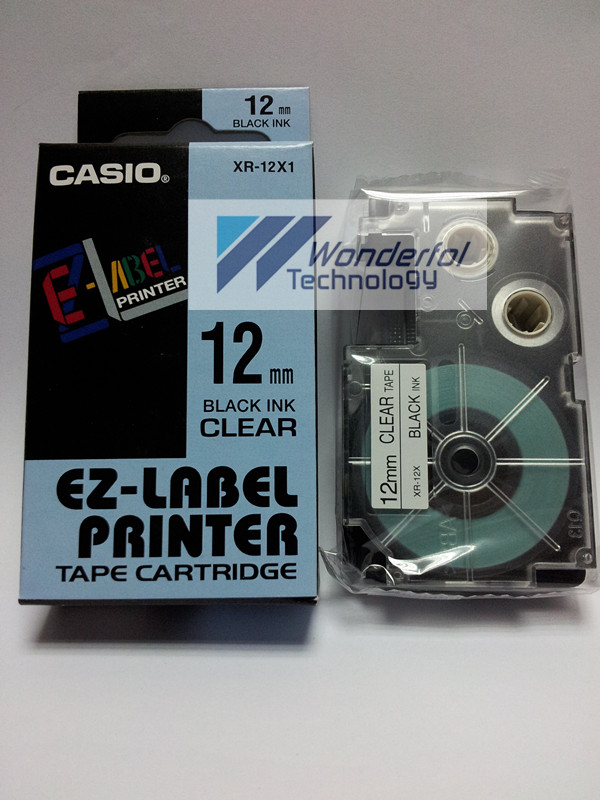 12 mm
BLACK INK
CASIO®
XR-12X1
EZ-LABEL
PRINTER
12 mm
BLACK INK
CLEAR
EZ-LABEL
PRINTER
TAPE CARTRIDGE
Wonderfol
Technology
12mm CLEAR TAPE
XR-12X BLACK INK